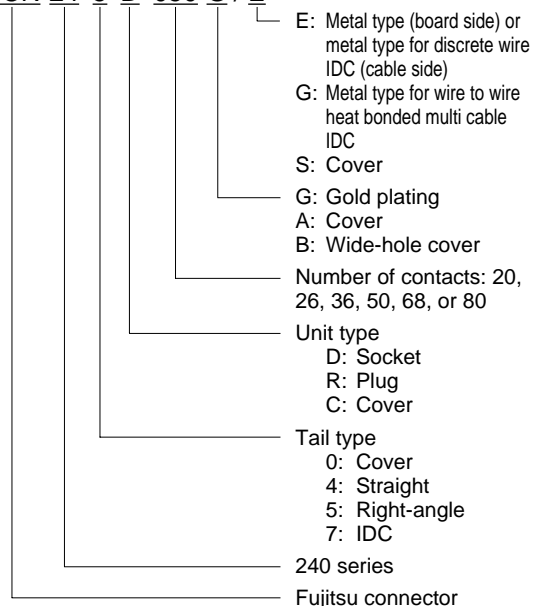 E: Metal type (board side) or
metal type for discrete wire
IDC (cable side)
G: Metal type for wire to wire
heat bonded multi cable
IDC
S: Cover
G: Gold plating
A: Cover
B: Wide-hole cover
Number of contacts: 20,
26, 36, 50, 68, or 80
Unit type
D: Socket
R: Plug
C: Cover
Tail type
0: Cover
4: Straight
5: Right-angle
7: IDC
240 series
Fujitsu connector